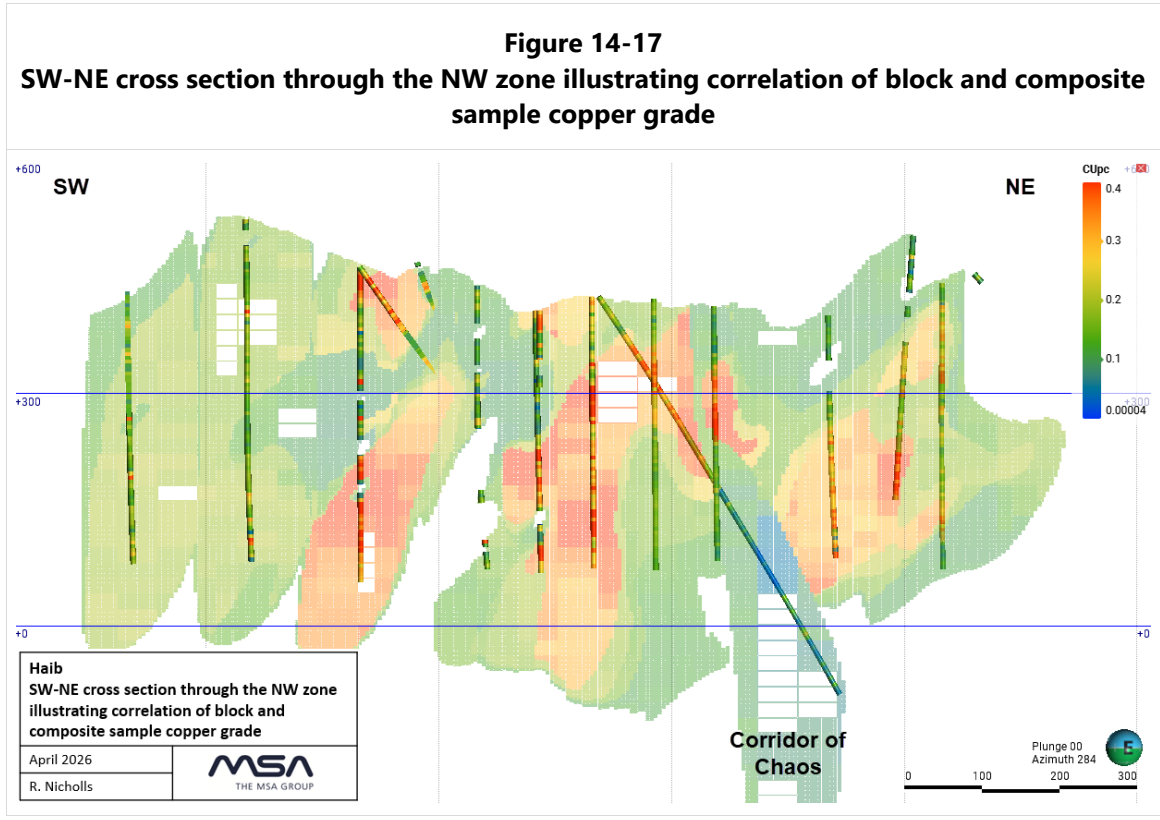 Figure 14-17
SW-NE cross section through the NW zone illustrating correlation of block and composite
sample copper grade
+600
SW
NE
CUpc
0.4
0.3
0.2
0.1
0.00004
+300
+300
+0
+0
Haib
SW-NE cross section through the NW zone
illustrating correlation of block and
composite sample copper grade
April 2026
R. Nicholls
MSA
THE MSA GROUP
Corridor of
Chaos
Plunge 00
Azimuth 284
E
0 100 200 300